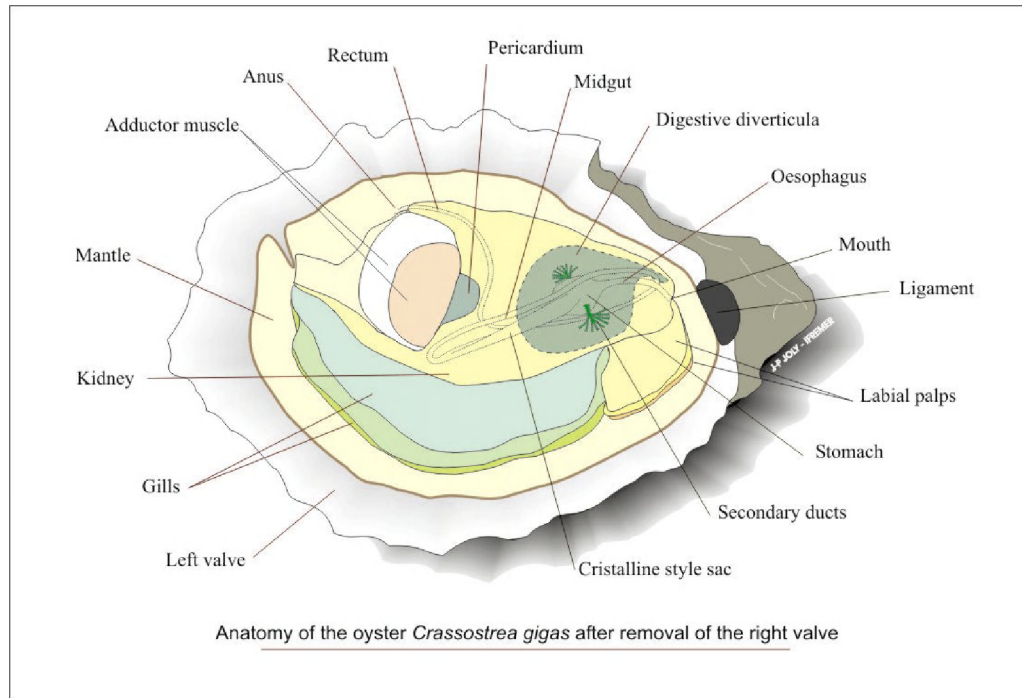 Pericardium
Rectum
Midgut
Anus
Digestive diverticula
Adductor muscle
Oesophagus
Mouth
Mantle
Ligament
J-P JOLY - IFREMER
Kidney
Labial palps
Stomach
Gills
Secondary ducts
Left valve
Cristalline style sac
Anatomy of the oyster Crassostrea gigas after removal of the right valve